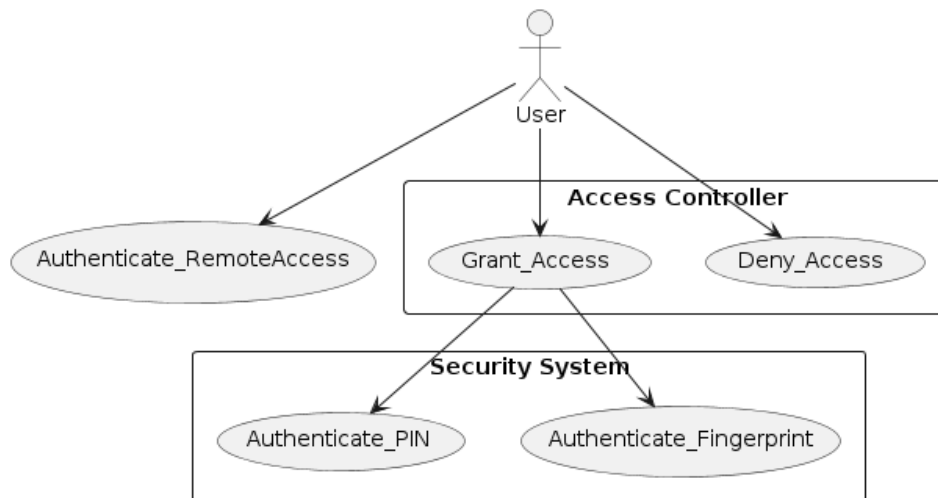 User
Access Controller
Authenticate_RemoteAccess
Grant_Access
Deny_Access
Security System
Authenticate_PIN
Authenticate_Fingerprint